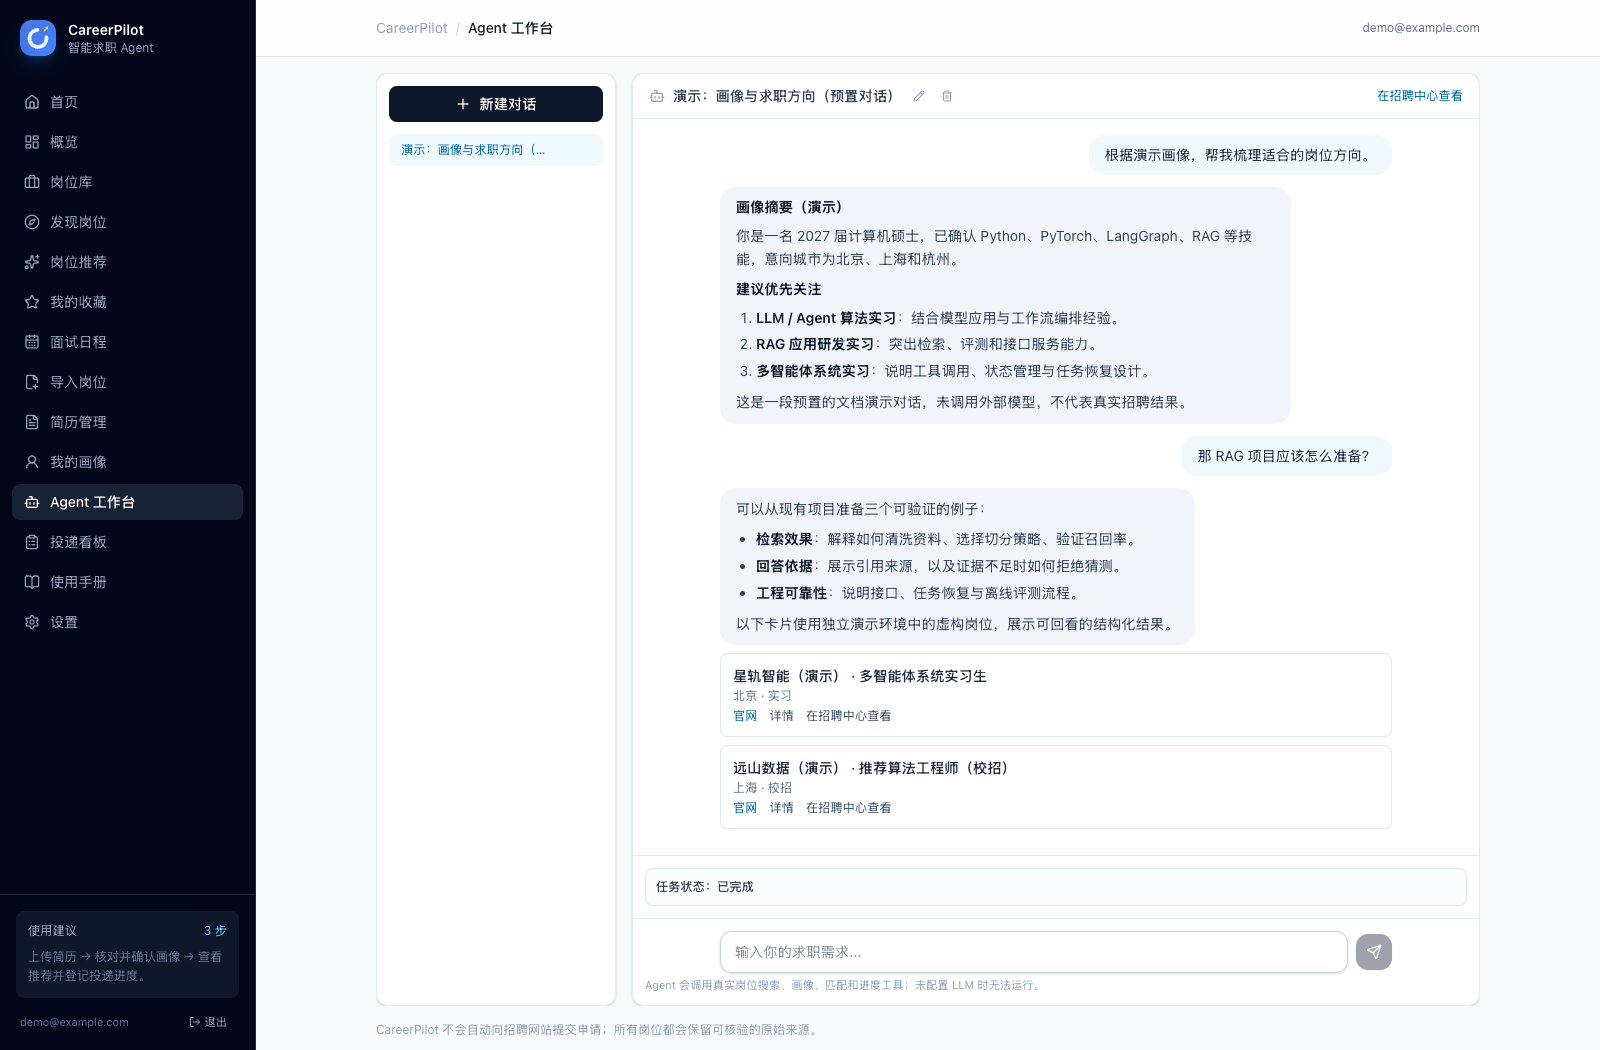 CareerPilot
智能求职 Agent
首页
概览
岗位库
发现岗位
岗位推荐
我的收藏
面试日程
导入岗位
简历管理
我的画像
Agent 工作台
投递看板
使用手册
设置
使用建议
3 步
上传简历 → 核对并确认画像 → 查看
推荐并登记投递进度。
demo@example.com
退出
CareerPilot / Agent 工作台
demo@example.com
新建对话
演示：画像与求职方向（...
演示：画像与求职方向（预置对话）
在招聘中心查看
根据演示画像，帮我梳理适合的岗位方向。
画像摘要（演示）
你是一名 2027 届计算机硕士，已确认 Python、PyTorch、LangGraph、RAG 等技
能，意向城市为北京、上海和杭州。
建议优先关注
1. LLM / Agent 算法实习：结合模型应用与工作流编排经验。
2. RAG 应用研发实习：突出检索、评测和接口服务能力。
3. 多智能体系统实习：说明工具调用、状态管理与任务恢复设计。
这是一段预置的文档演示对话，未调用外部模型，不代表真实招聘结果。
那 RAG 项目应该怎么准备？
可以从现有项目准备三个可验证的例子：
• 检索效果：解释如何清洗资料、选择切分策略、验证召回率。
• 回答依据：展示引用来源，以及证据不足时如何拒绝猜测。
• 工程可靠性：说明接口、任务恢复与离线评测流程。
以下卡片使用独立演示环境中的虚构岗位，展示可回看的结构化结果。
星轨智能（演示） · 多智能体系统实习生
北京 · 实习
官网 详情 在招聘中心查看
远山数据（演示） · 推荐算法工程师（校招）
上海 · 校招
官网 详情 在招聘中心查看
任务状态：已完成
输入你的求职需求...
Agent 会调用真实岗位搜索、画像、匹配和进度工具；未配置 LLM 时无法运行。
CareerPilot 不会自动向招聘网站提交申请；所有岗位都会保留可核验的原始来源。